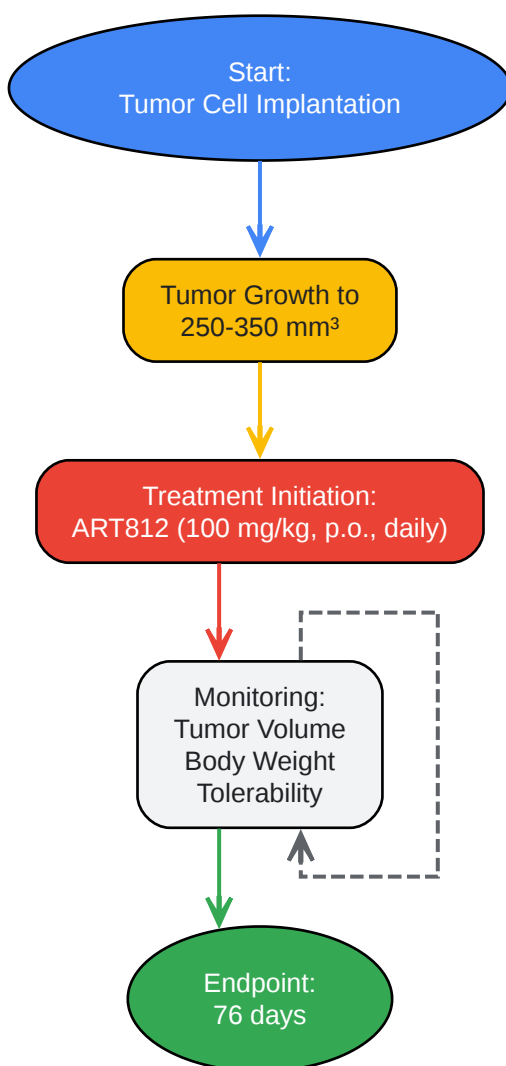 Start:
Tumor Cell Implantation
Tumor Growth to
250-350 mm³
Treatment Initiation:
ART812 (100 mg/kg, p.o., daily)
Monitoring:
Tumor Volume
Body Weight
Tolerability
Endpoint:
76 days